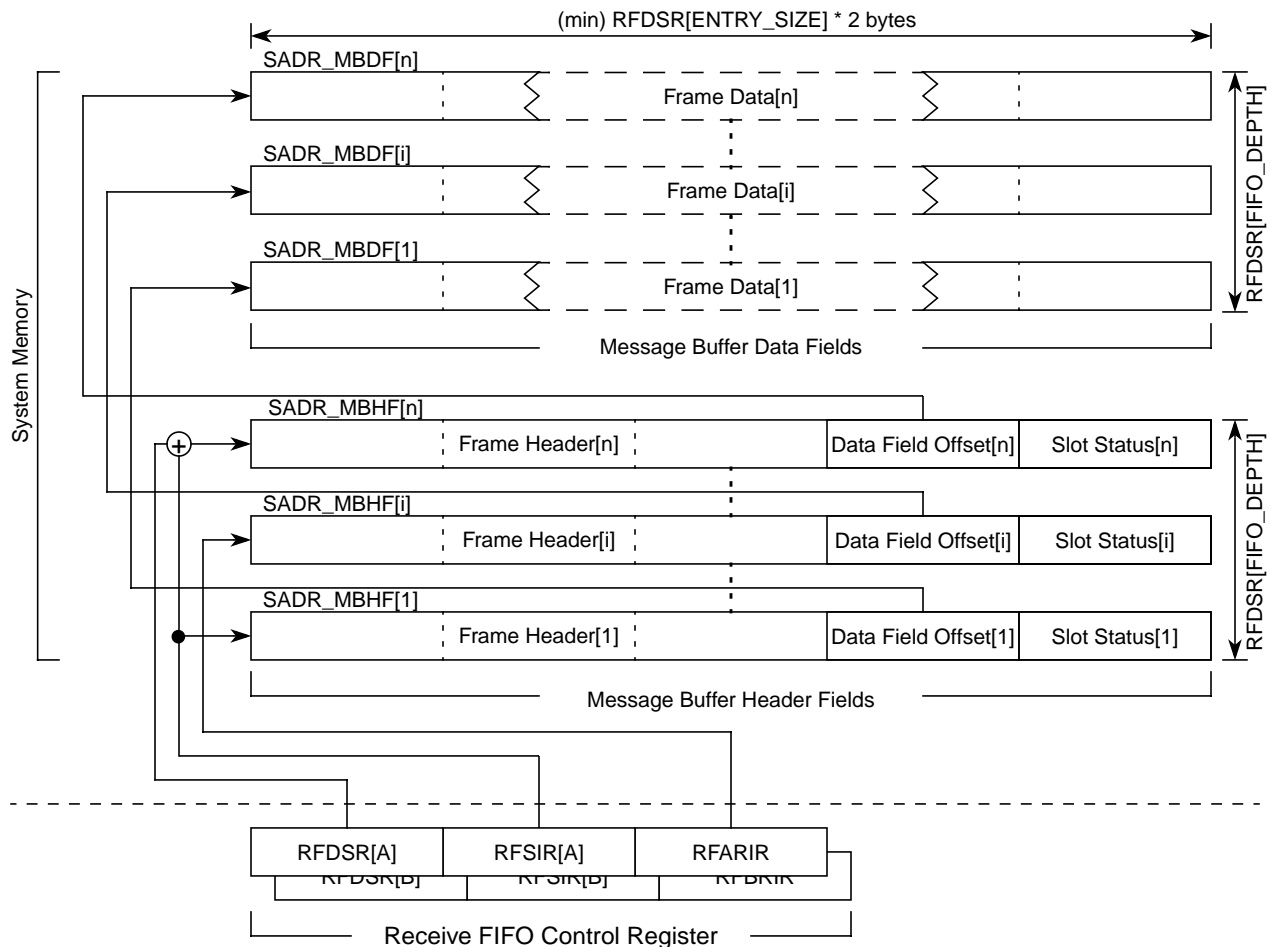 (min) RFDSR[ENTRY_SIZE] * 2 bytes
SADR_MBDF[n]
Frame Data[n]
SADR_MBDF[i]
Frame Data[i]
SADR_MBDF[1]
Frame Data[1]
RFDSR[FIFO_DEPTH]
Message Buffer Data Fields
System Memory
SADR_MBHF[n]
Frame Header[n] Data Field Offset[n] Slot Status[n]
+
SADR_MBHF[i]
Frame Header[i] Data Field Offset[i] Slot Status[i]
SADR_MBHF[1]
Frame Header[1] Data Field Offset[1] Slot Status[1]
RFDSR[FIFO_DEPTH]
Message Buffer Header Fields
RFDSR[A] RFSIR[A] RFARIR
RFDSR[B] RFSIR[B] RFBRIR
Receive FIFO Control Register